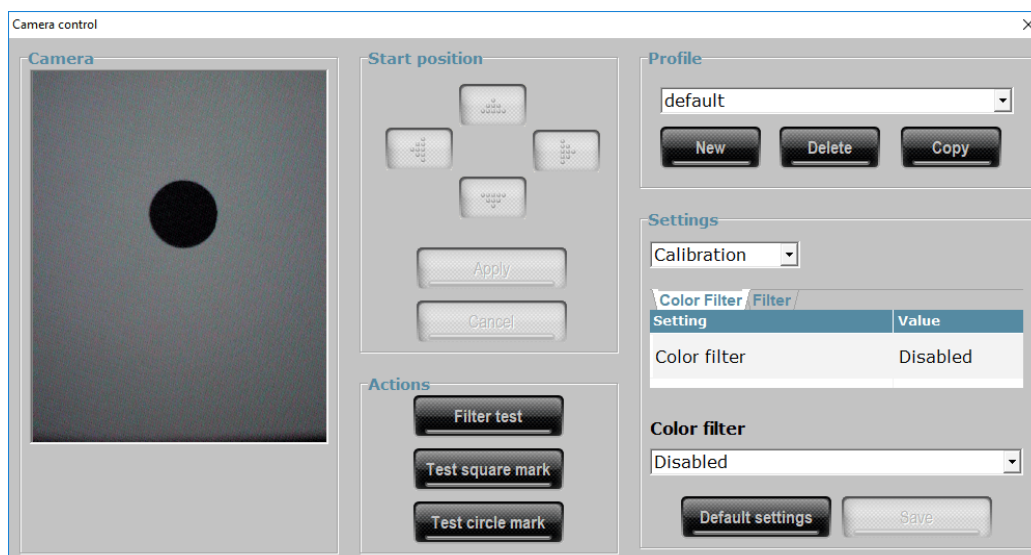 Camera control
Camera
Start position
Apply
Cancel
Actions
Filter test
Test square mark
Test circle mark
Profile
default
New Delete Copy
Settings
Calibration
Color Filter Filter
Setting Value
Color filter Disabled
Color filter
Disabled
Default settings Save